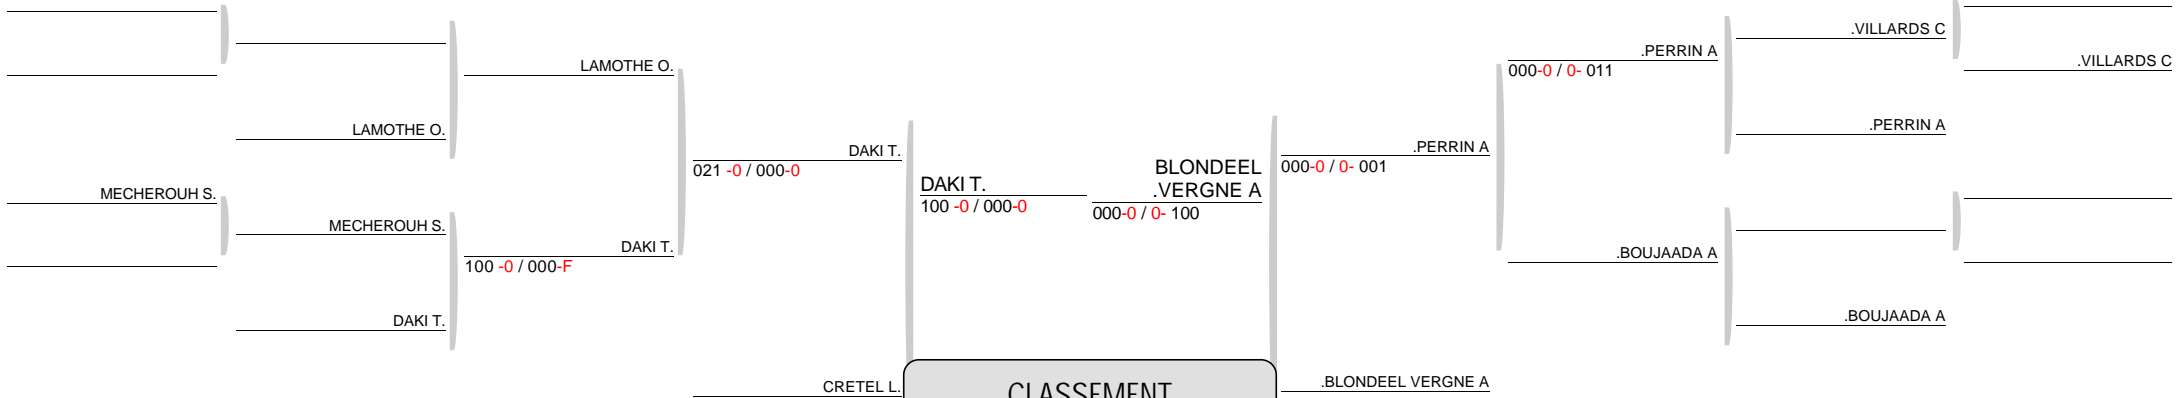 LAMOTHE O.
LAMOTHE O.
MECHEROUH S.
MECHEROUH S.
DAKI T.
100 -0 / 000-F
DAKI T.
DAKI T.
021 -0 / 000-0
CRETEL L.
DAKI T.
100 -0 / 000-0
BLONDEEL
.VERGNE A
000-0 / 0- 100
CLASSEMENT
.PERRIN A
000-0 / 0- 001
.BLONDEEL VERGNE A
.PERRIN A
000-0 / 0- 011
.BOUJAADA A
.VILLARDS C
.PERRIN A
.BOUJAADA A
.VILLARDS C